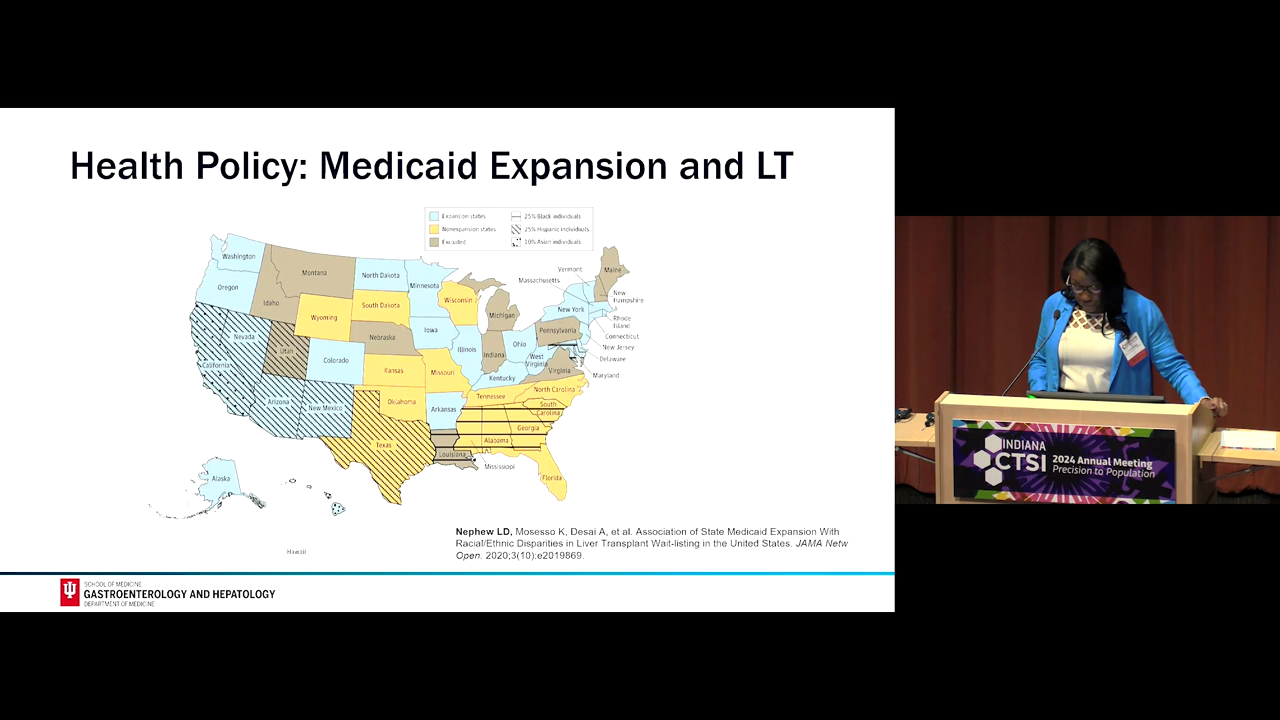 Health Policy: Medicaid Expansion and LT
Expansion states
25% Black individuals
Nonexpansion states
25% Hispanic individuals
Excluded
10% Asian individuals
Washington
Oregon
Montana
Idaho
North Dakota
Minnesota
South Dakota
Wyoming
Wisconsin
Michigan
Vermont
Massachusetts
Maine
New
Hampshire
New York
Rhode
Island
Connecticut
New Jersey
Delaware
Maryland
Nevada
Utah
California
Colorado
Nebraska
Iowa
Illinois
Indiana
Ohio
Pennsylvania
West
Virginia
Virginia
Kansas
Missouri
Kentucky
Arizona
New Mexico
Oklahoma
Arkansas
Tennessee
North Carolina
South
Carolina
Georgia
Alabama
Texas
Louisiana
Mississippi
Florida
Alaska
Hawaii
Nephew LD, Mosesso K, Desai A, et al. Association of State Medicaid Expansion With
Racial/Ethnic Disparities in Liver Transplant Wait-listing in the United States. JAMA Netw
Open. 2020;3(10):e2019869.
SCHOOL OF MEDICINE
GASTROENTEROLOGY AND HEPATOLOGY
DEPARTMENT OF MEDICINE
INDIANA
CTSI
2024 Annual Meeting
Precision to Population